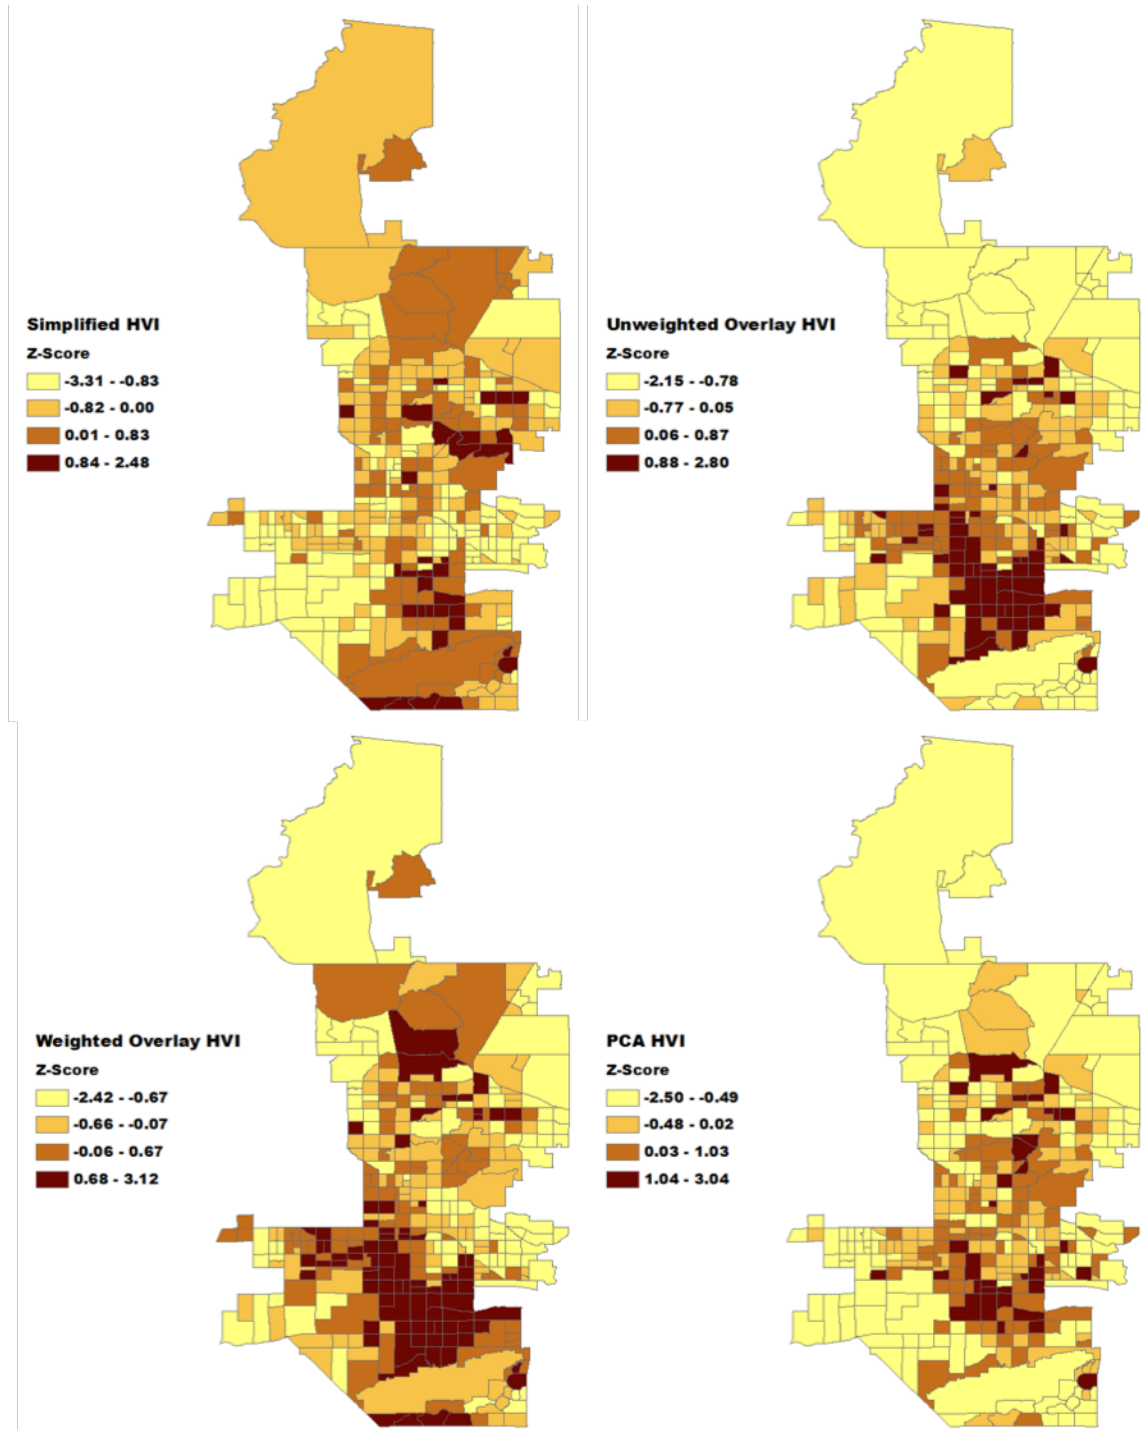 Simplified HVI
Z-Score
-3.31 - -0.83
-0.82 - 0.00
0.01 - 0.83
0.84 - 2.48
Unweighted Overlay HVI
Z-Score
-2.15 - -0.78
-0.77 - 0.05
0.06 - 0.87
0.88 - 2.80
Weighted Overlay HVI
Z-Score
-2.42 - -0.67
-0.66 - -0.07
-0.06 - 0.67
0.68 - 3.12
PCA HVI
Z-Score
-2.50 - -0.49
-0.48 - 0.02
0.03 - 1.03
1.04 - 3.04